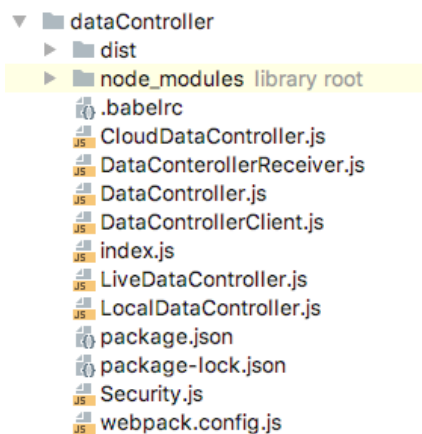 dataController
dist
node_modules library root
.babelrc
CloudDataController.js
DataConterollerReceiver.js
DataController.js
DataControllerClient.js
index.js
LiveDataController.js
LocalDataController.js
package.json
package-lock.json
Security.js
webpack.config.js